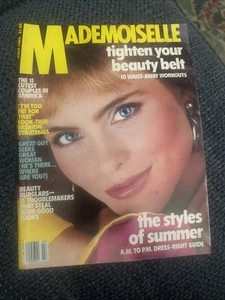 MADEMOISELLE
tighten your
beauty belt
10 WAIST-AWAY WORKOUTS
THE 11
CUTEST
COUPLES IN
AMERICA
"I'M TOO
FAT FOR
THAT"
LOOK-THIN
FASHION
STRATEGIES
GREAT GUY
SEEKS
GREAT
WOMAN
(HE'S THERE...
WHERE
ARE YOU?)
BEAUTY
BURGLARS—
TROUBLEMAKERS
THAT STEAL
YOUR GOOD
LOOKS
the styles
of summer
A.M. TO P.M. DRESS-RIGHT GUIDE